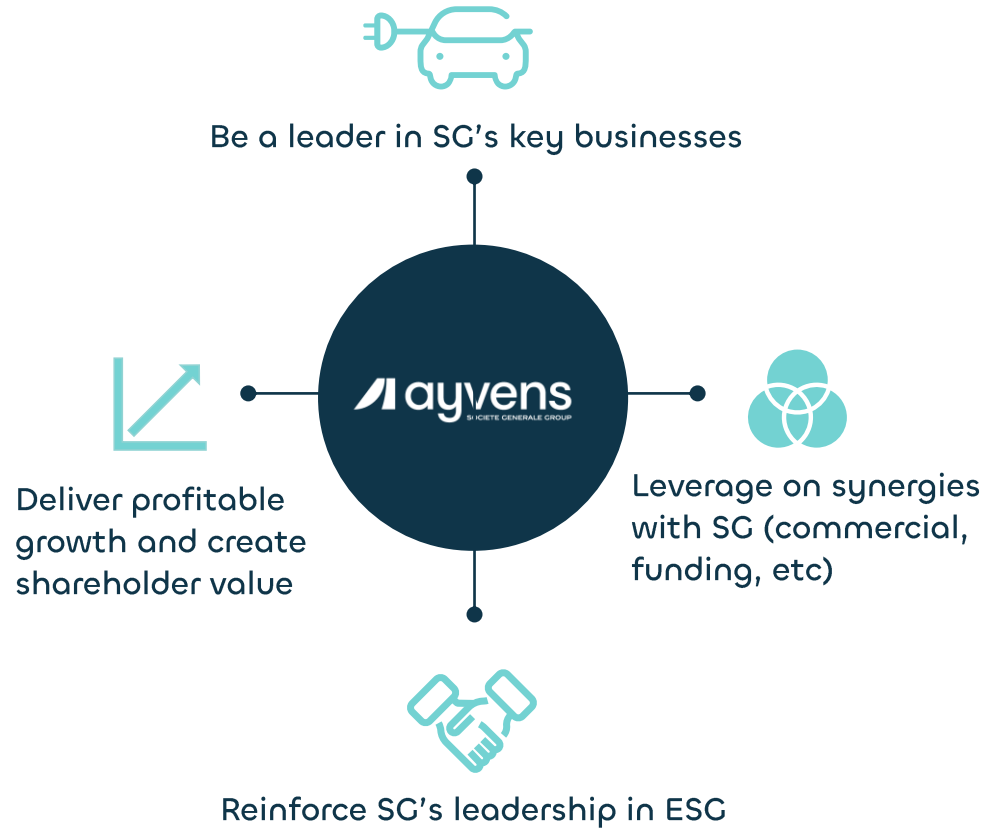 Be a leader in SG's key businesses
ayvens
SOCIETE GENERALE GROUP
Deliver profitable
growth and create
shareholder value
Leverage on synergies
with SG (commercial,
funding, etc)
Reinforce SG's leadership in ESG